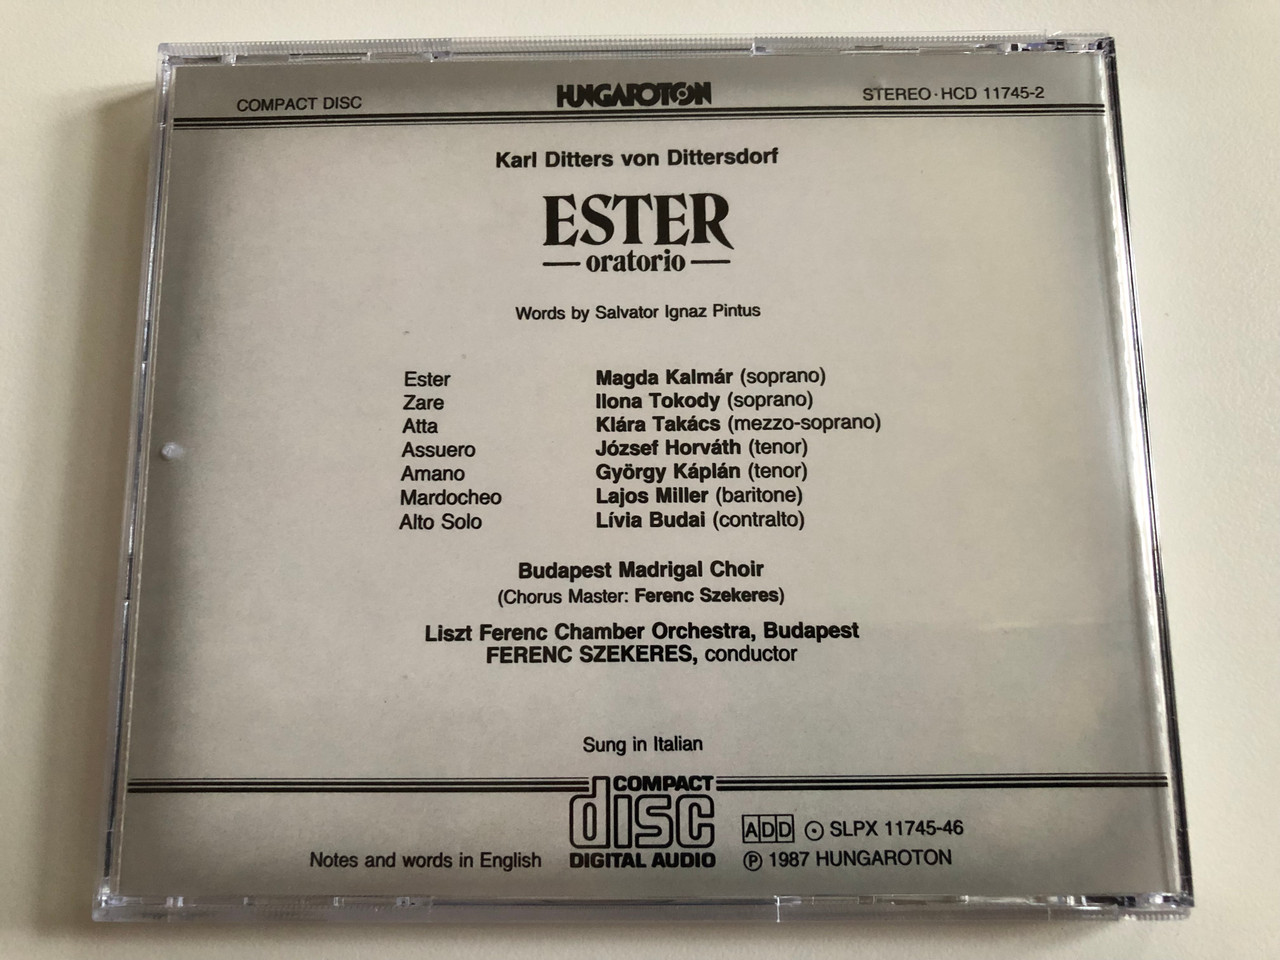 COMPACT DISC
HUNGAROTON
STEREO · HCD 11745-2
Karl Ditters von Dittersdorf
ESTER
— oratorio —
Words by Salvator Ignaz Pintus
Ester Magda Kalmár (soprano)
Zare Ilona Tokody (soprano)
Atta Klára Takács (mezzo-soprano)
Assuero József Horváth (tenor)
Amano György Káplán (tenor)
Mardocheo Lajos Miller (baritone)
Alto Solo Lívia Budai (contralto)
Budapest Madrigal Choir
(Chorus Master: Ferenc Szekeres)
Liszt Ferenc Chamber Orchestra, Budapest
FERENC SZEKERES, conductor
Sung in Italian
Notes and words in English
COMPACT
disc
DIGITAL AUDIO
ADD ⊙ SLPX 11745-46
℗ 1987 HUNGAROTON